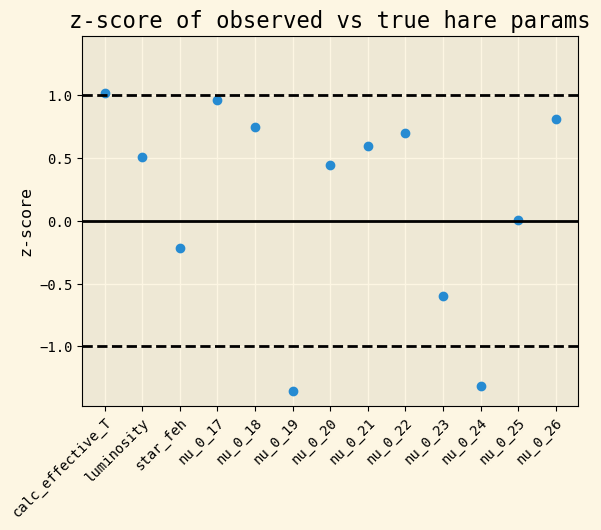 z-score of observed vs true hare params
z-score
1.0
0.5
0.0
−0.5
−1.0
calc_effective_T
luminosity
star_feh
nu_0_17
nu_0_18
nu_0_19
nu_0_20
nu_0_21
nu_0_22
nu_0_23
nu_0_24
nu_0_25
nu_0_26